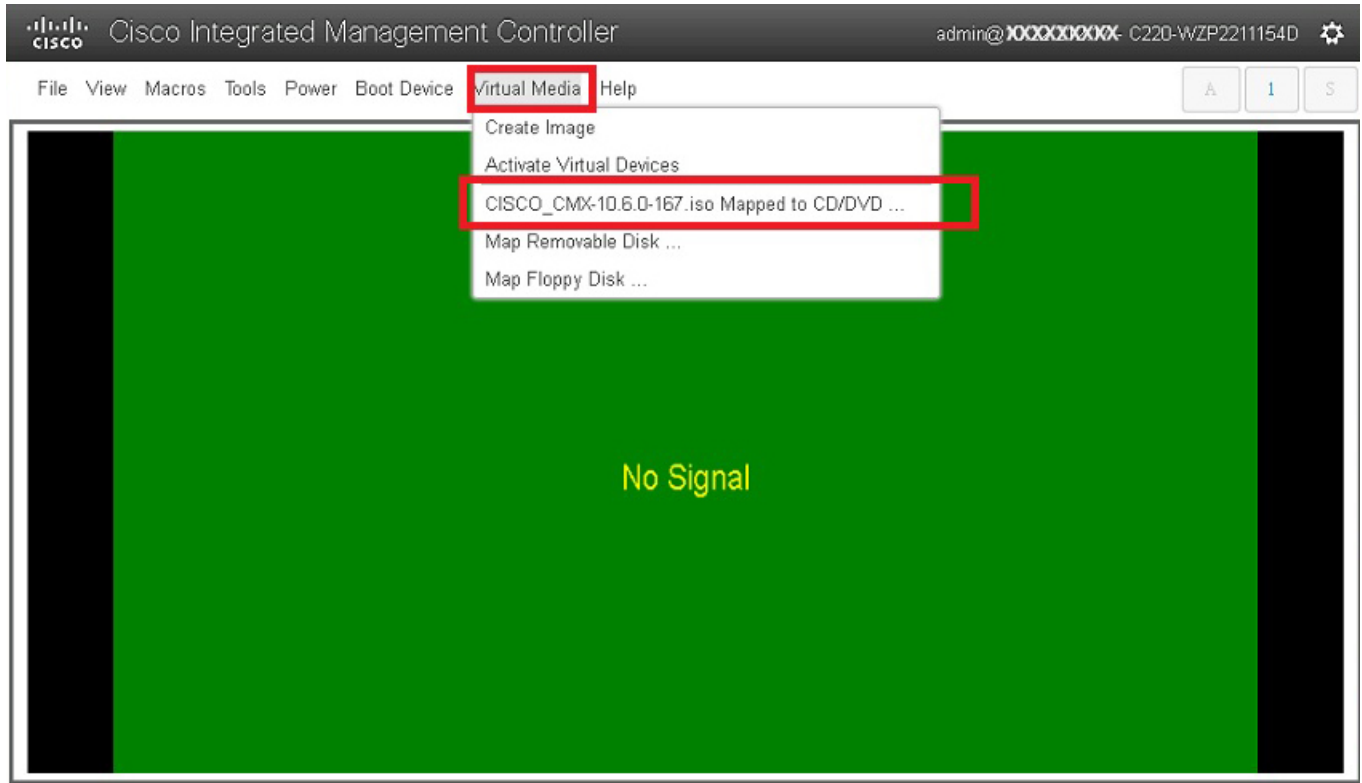 CISCO Cisco Integrated Management Controller admin@XXXXXXXXX- C220-WZP2211154D
File View Macros Tools Power Boot Device Virtual Media Help A 1 S
Create Image
Activate Virtual Devices
CISCO_CMX-10.6.0-167.iso Mapped to CD/DVD ...
Map Removable Disk ...
Map Floppy Disk ...
No Signal